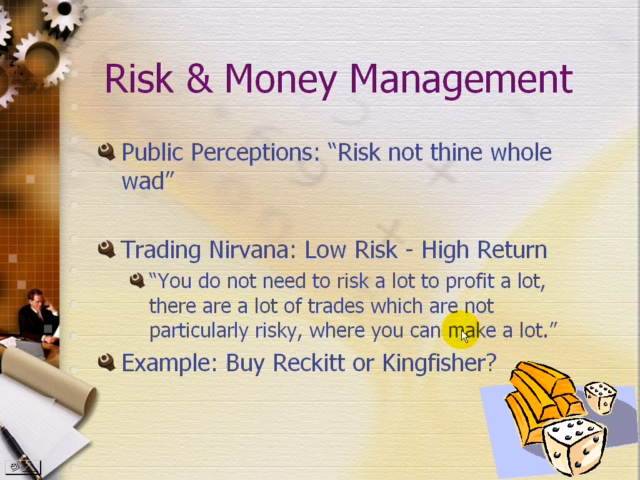 Risk & Money Management
Public Perceptions: “Risk not thine whole
wad”
Trading Nirvana: Low Risk - High Return
“You do not need to risk a lot to profit a lot,
there are a lot of trades which are not
particularly risky, where you can make a lot.”
Example: Buy Reckitt or Kingfisher?